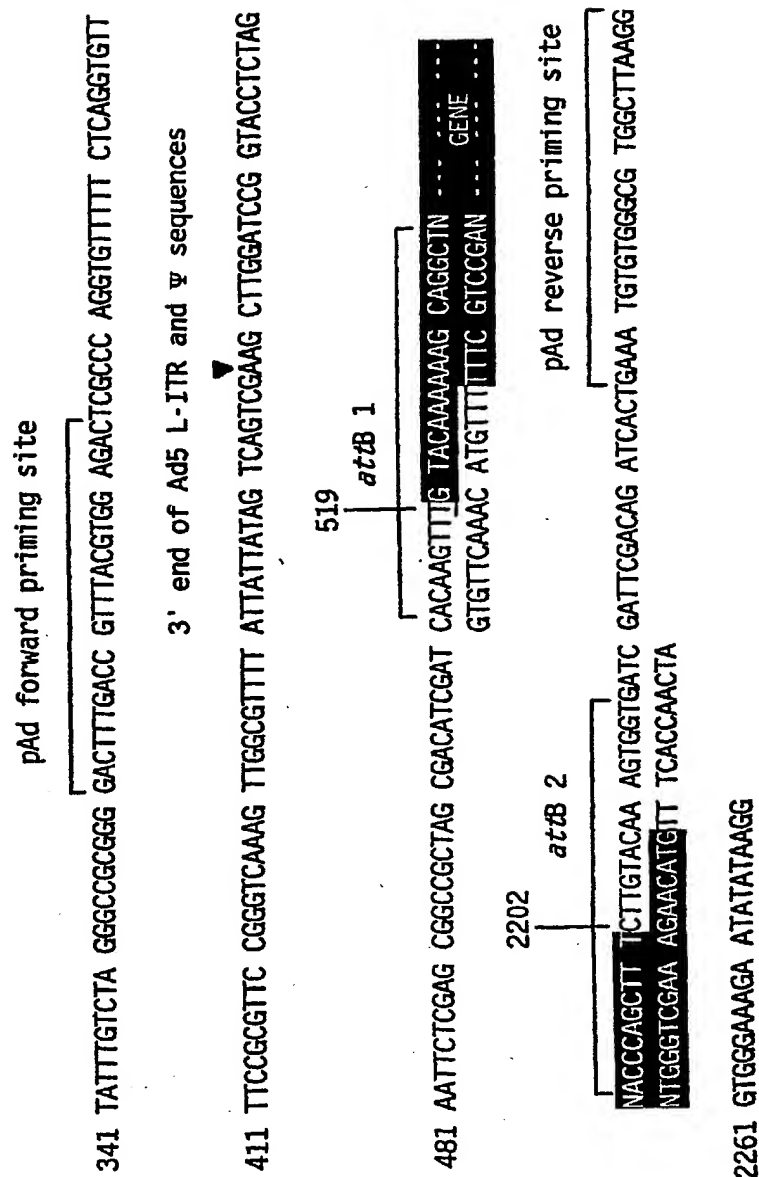 pAd forward priming site
341 TATTTGTCTA GGGCCGCGGG GACTTTGACC GTTTACGTGG AGACTCGCCC AGGTGTTTTT CTCAGGTGTT
3' end of Ad5 L-ITR and Ψ sequences
411 TTCCGCGTTC CGGGTCAAAG TTGGCGTTTT ATTATTATAG TCAGTCGAAG CTTGGATCCG GTACCTCTAG
519
attB 1
481 AATTCTCGAG CGGCCGCTAG CGACATCGAT CACAAGTTTG TACAAAAAAG CAGGCTN ... ... ...
GENE
GTGTTCAAAC ATGTTTTTTC GTCCGAN ... ... ...
2202
attB 2
pAd reverse priming site
NACCCAGCTT TCTTGTACAA AGTGGTGATC GATTCGACAG ATCACTGAAA TGTGTGGGCG TGGCTTAAGG
NTGGGTCGAA AGAACATGTT TCACCAACTA
2261 GTGGGAAAGA ATATATAAGG